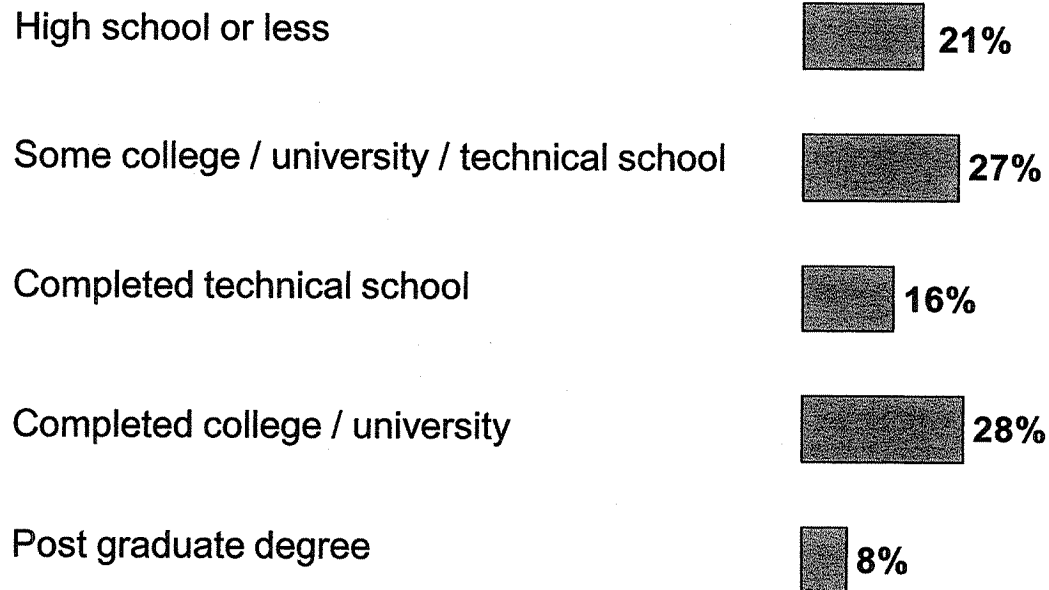 High school or less 21%
Some college / university / technical school 27%
Completed technical school 16%
Completed college / university 28%
Post graduate degree 8%